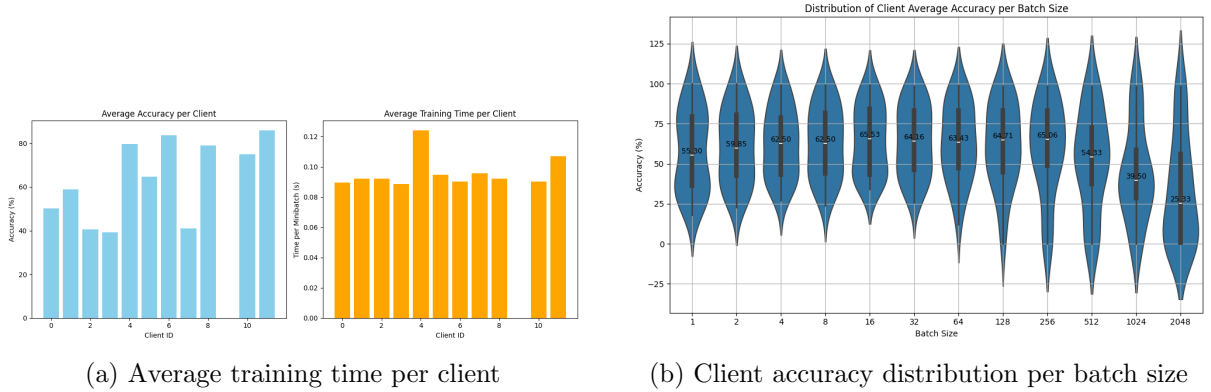 Average Accuracy per Client
80
60
40
20
0
Accuracy (%)
0 2 4 6 8 10
Client ID
Average Training Time per Client
0.12
0.10
0.08
0.06
0.04
0.02
0.00
Time per Minibatch (s)
0 2 4 6 8 10
Client ID
(a) Average training time per client
Distribution of Client Average Accuracy per Batch Size
125
100
75
50
25
0
−25
Accuracy (%)
55.30 59.85 62.50 62.50 65.53 64.16 63.43 64.71 65.06 54.33 39.50 25.33
1 2 4 8 16 32 64 128 256 512 1024 2048
Batch Size
(b) Client accuracy distribution per batch size